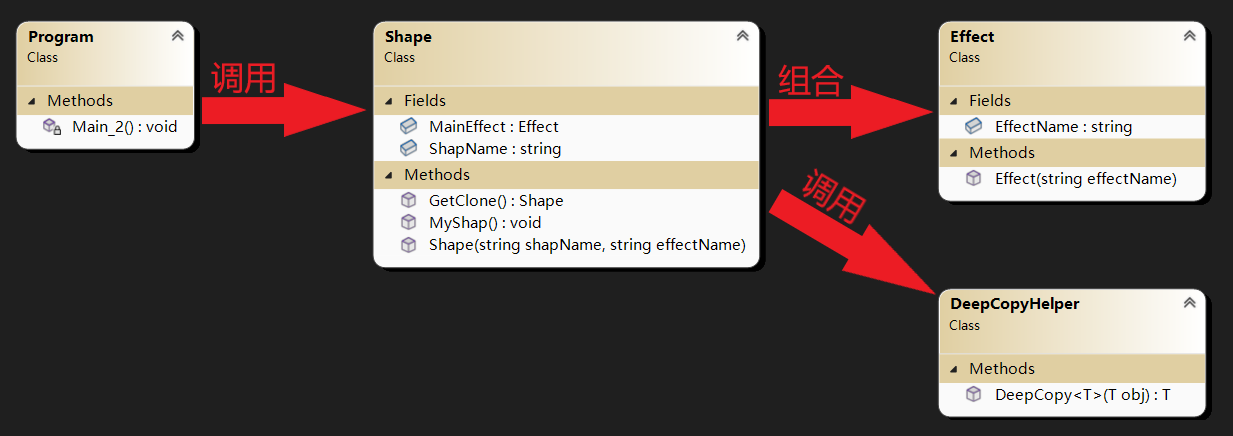 Program
Class
Methods
Main_2() : void
调用
Shape
Class
Fields
MainEffect : Effect
ShapName : string
Methods
GetClone() : Shape
MyShap() : void
Shape(string shapName, string effectName)
组合
调用
Effect
Class
Fields
EffectName : string
Methods
Effect(string effectName)
DeepCopyHelper
Class
Methods
DeepCopy<T>(T obj) : T